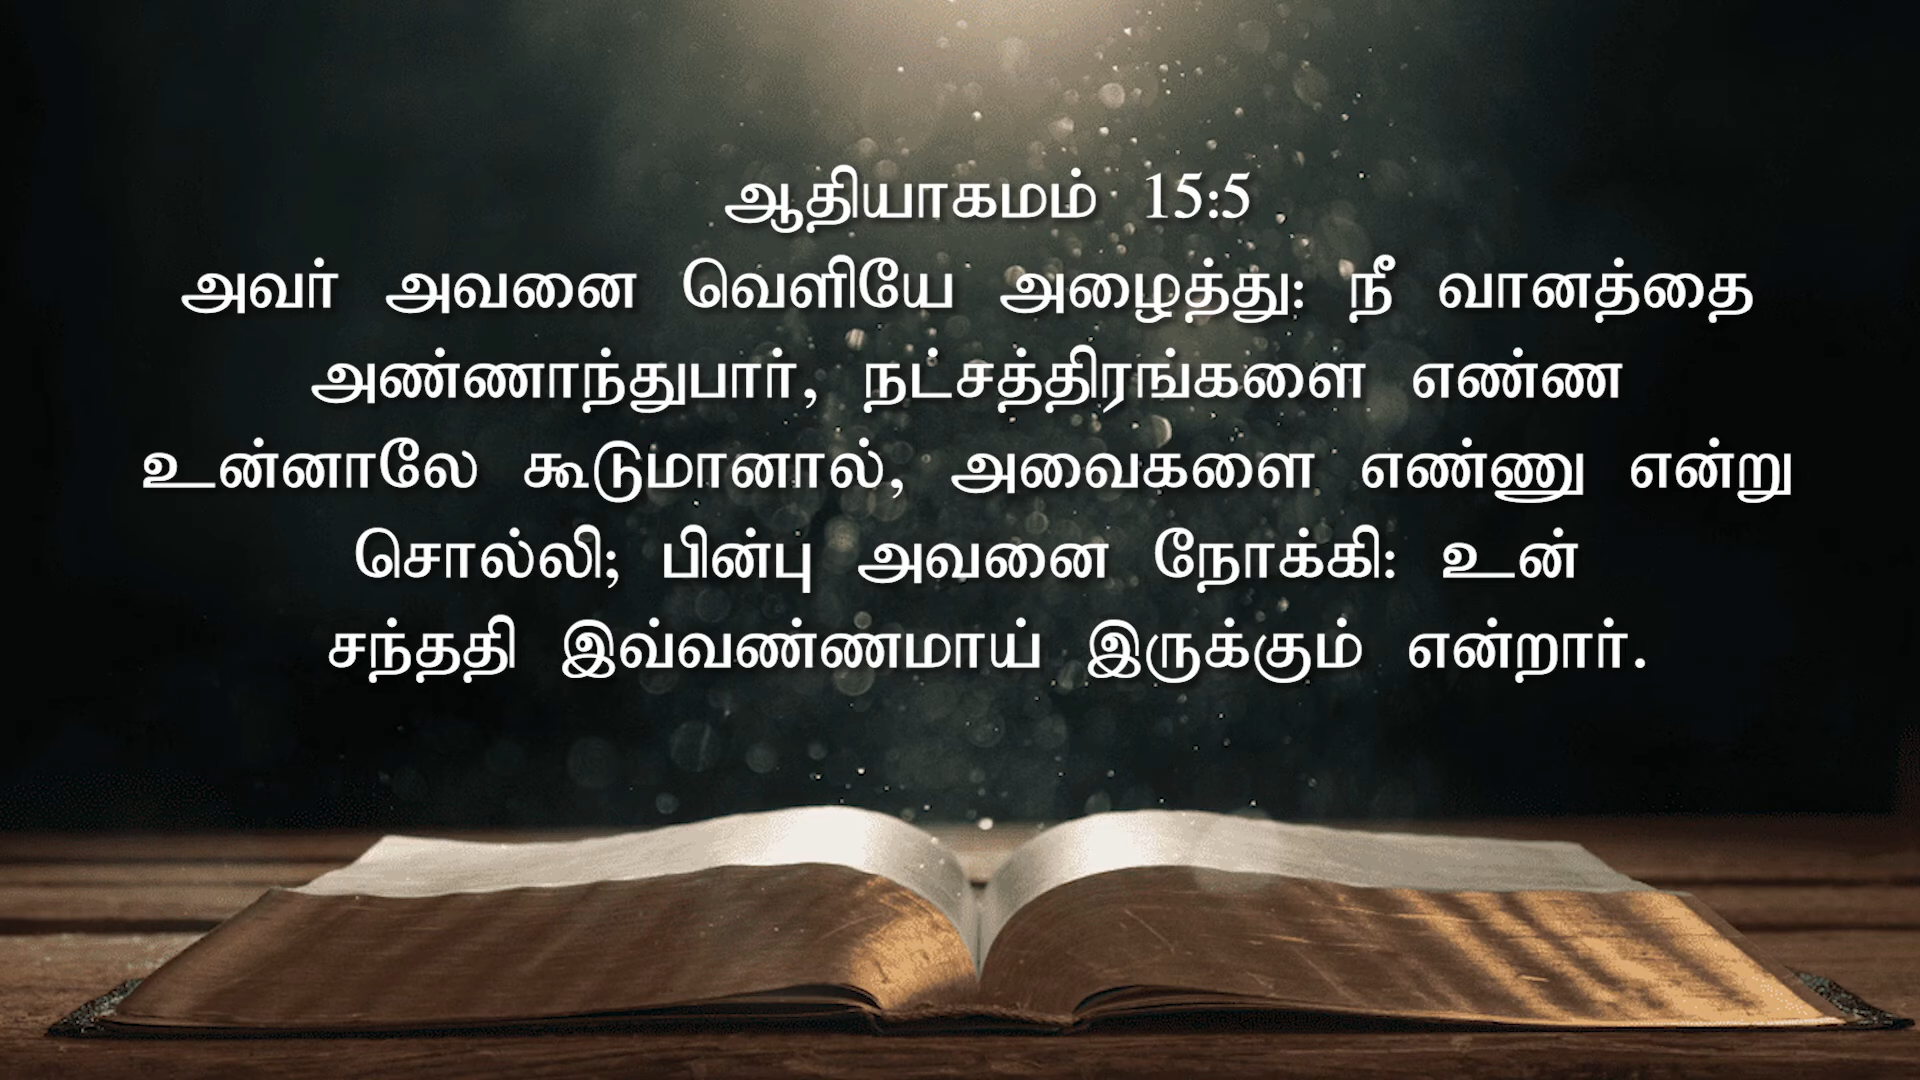 ஆதியாகமம் 15:5
அவர் அவனை வெளியே அழைத்து: நீ வானத்தை
அண்ணாந்துபார், நட்சத்திரங்களை எண்ண
உன்னாலே கூடுமானால், அவைகளை எண்ணு என்று
சொல்லி; பின்பு அவனை நோக்கி: உன்
சந்ததி இவ்வண்ணமாய் இருக்கும் என்றார்.